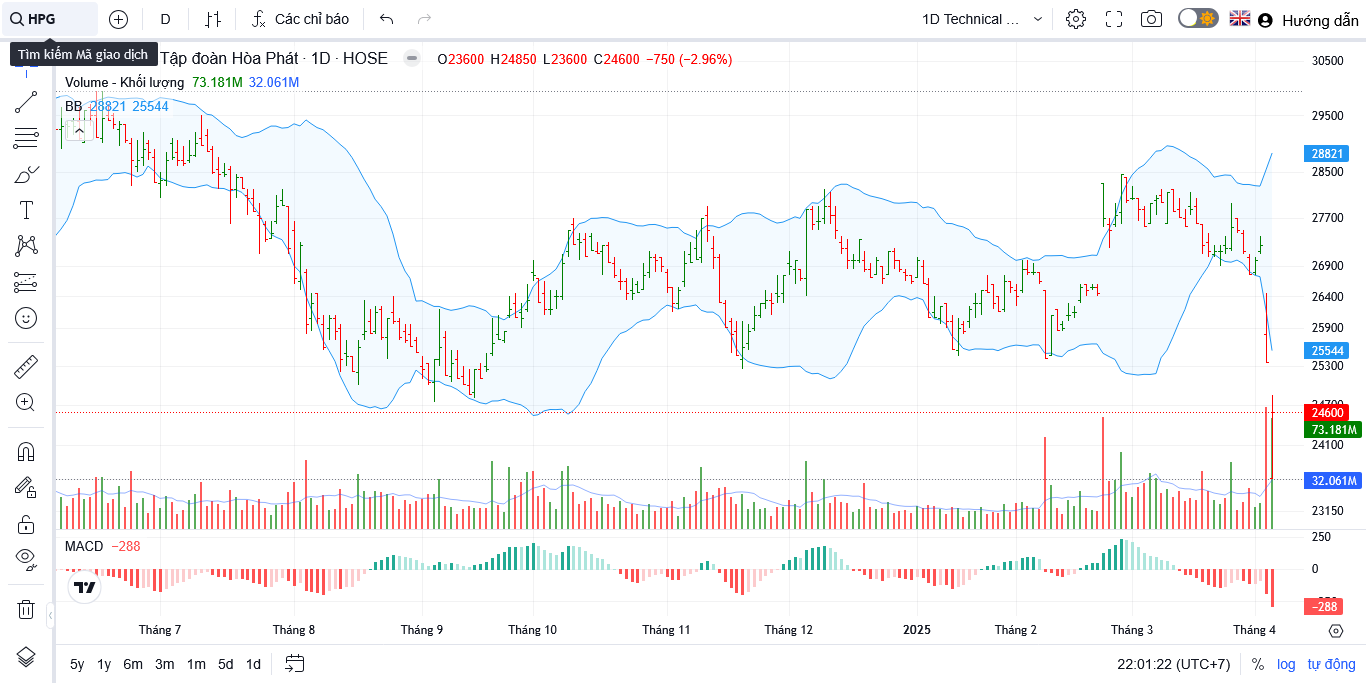 HPG D Các chỉ báo 1D Technical ... Hướng dẫn
Tìm kiếm Mã giao dịch
Tập đoàn Hòa Phát · 1D · HOSE O23600 H24850 L23600 C24600 −750 (−2.96%)
Volume - Khối lượng 73.181M 32.061M
BB 28821 25544
30500
29500
28821
28500
27700
26900
26400
25900
25544
25300
24700
24600
73.181M
24100
32.061M
23150
MACD −288
250
0
−288
Tháng 7 Tháng 8 Tháng 9 Tháng 10 Tháng 11 Tháng 12 2025 Tháng 2 Tháng 3 Tháng 4
5y 1y 6m 3m 1m 5d 1d 22:01:22 (UTC+7) % log tự động